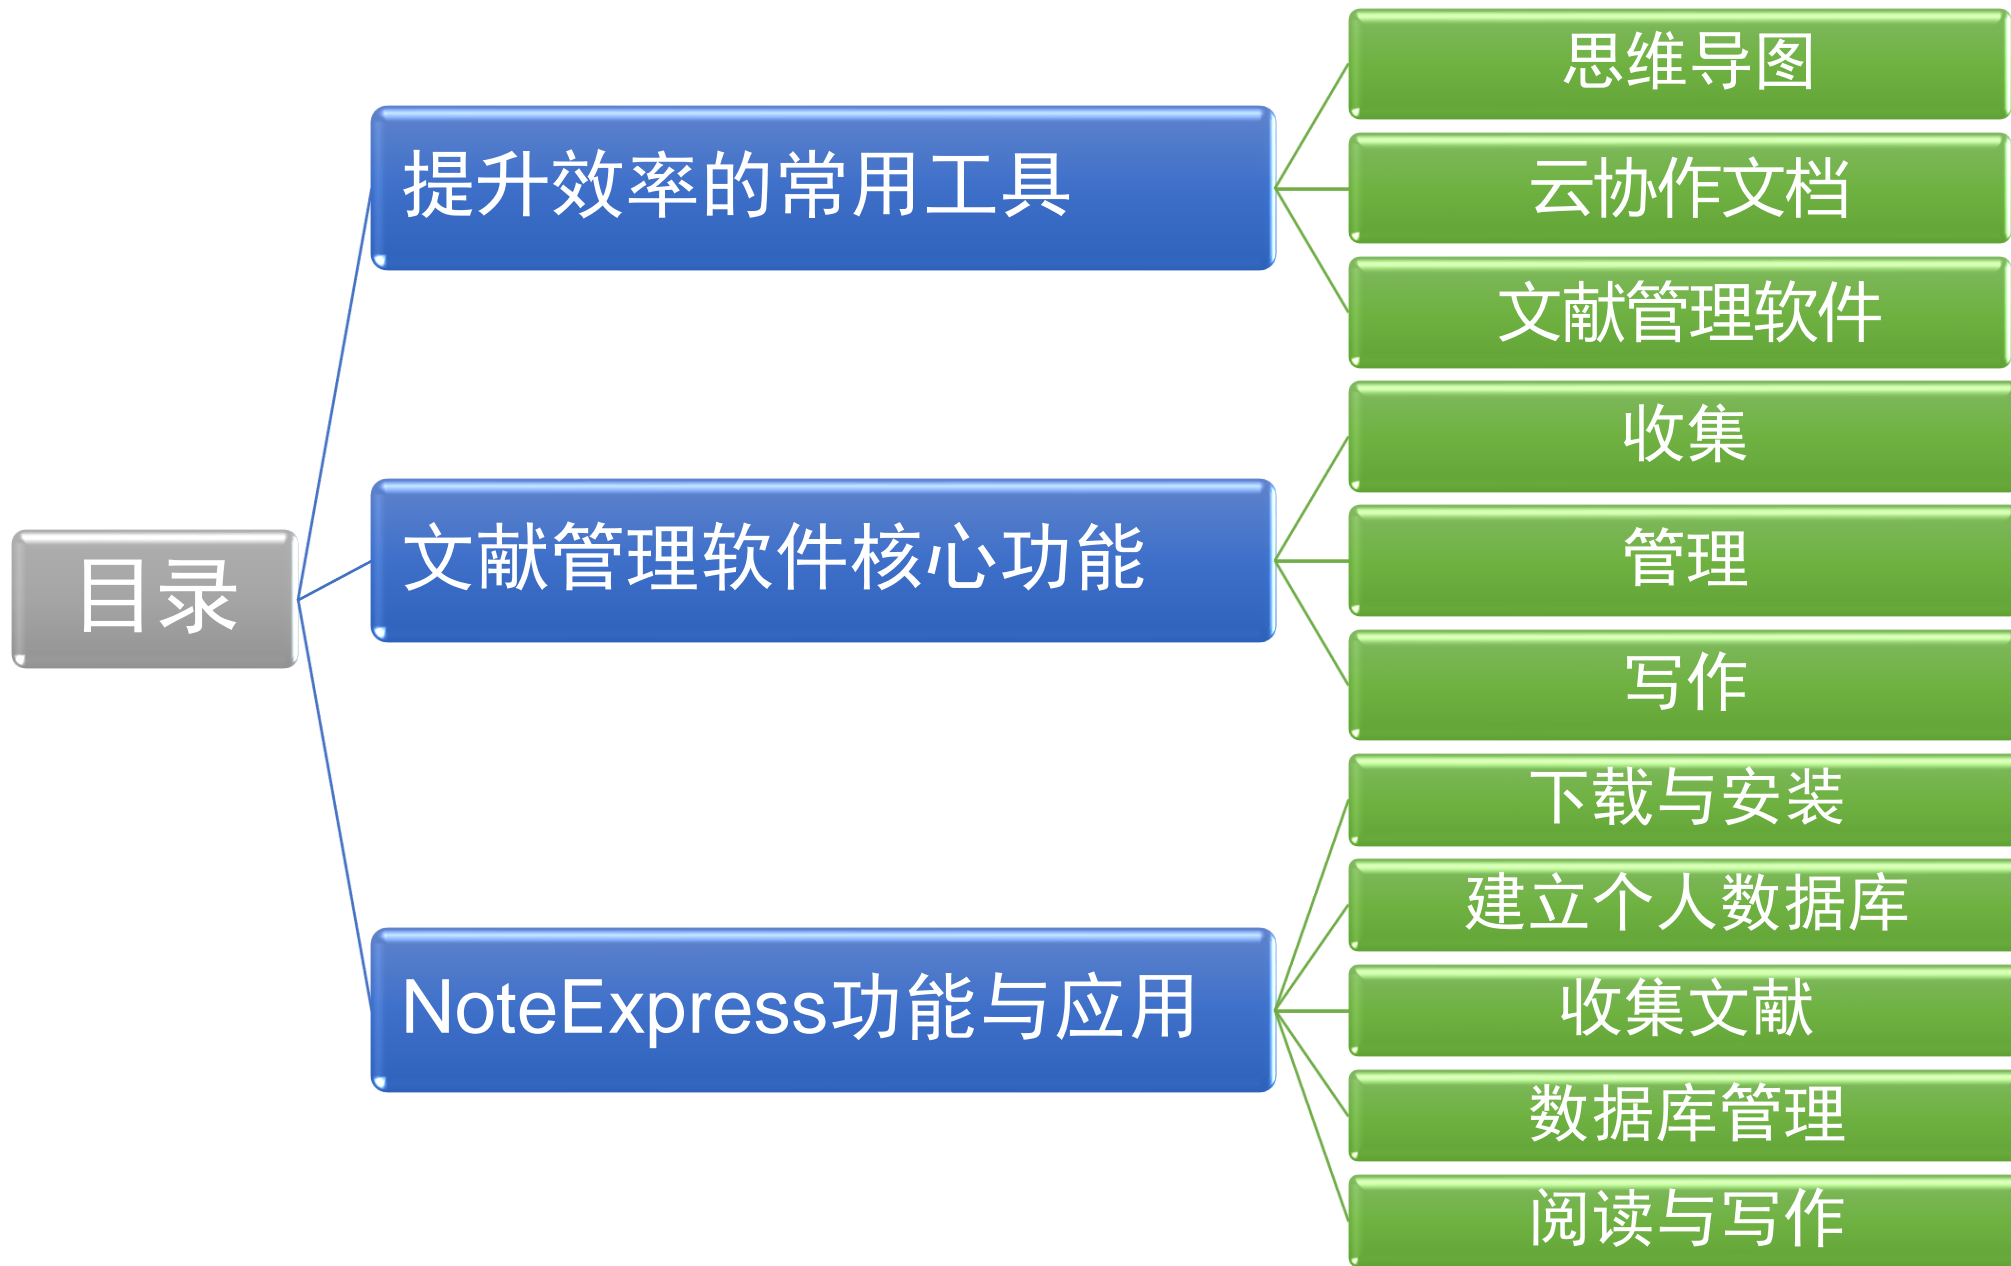 目录
提升效率的常用工具
思维导图
云协作文档
文献管理软件
文献管理软件核心功能
收集
管理
写作
NoteExpress功能与应用
下载与安装
建立个人数据库
收集文献
数据库管理
阅读与写作